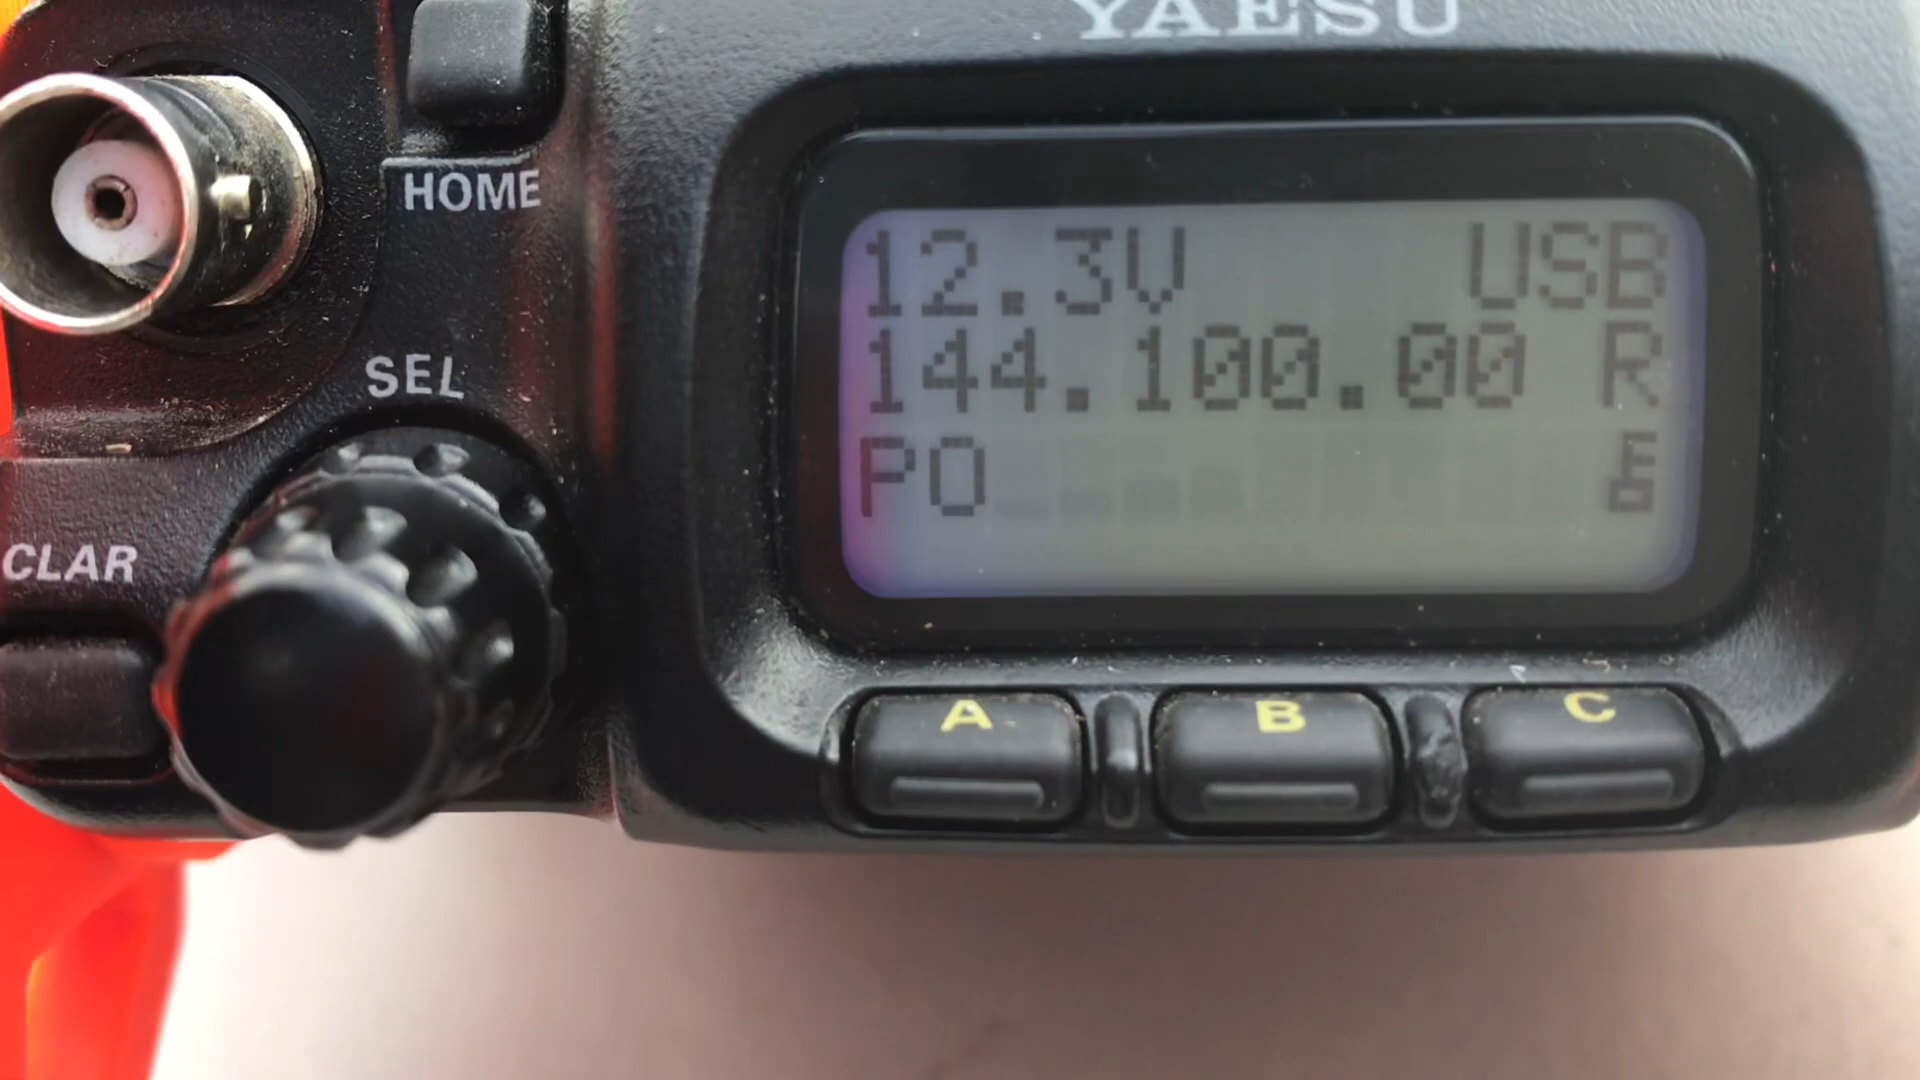 YAESU
HOME
12.3V USB
144.100.00 R
SEL
PO
CLAR
A B C